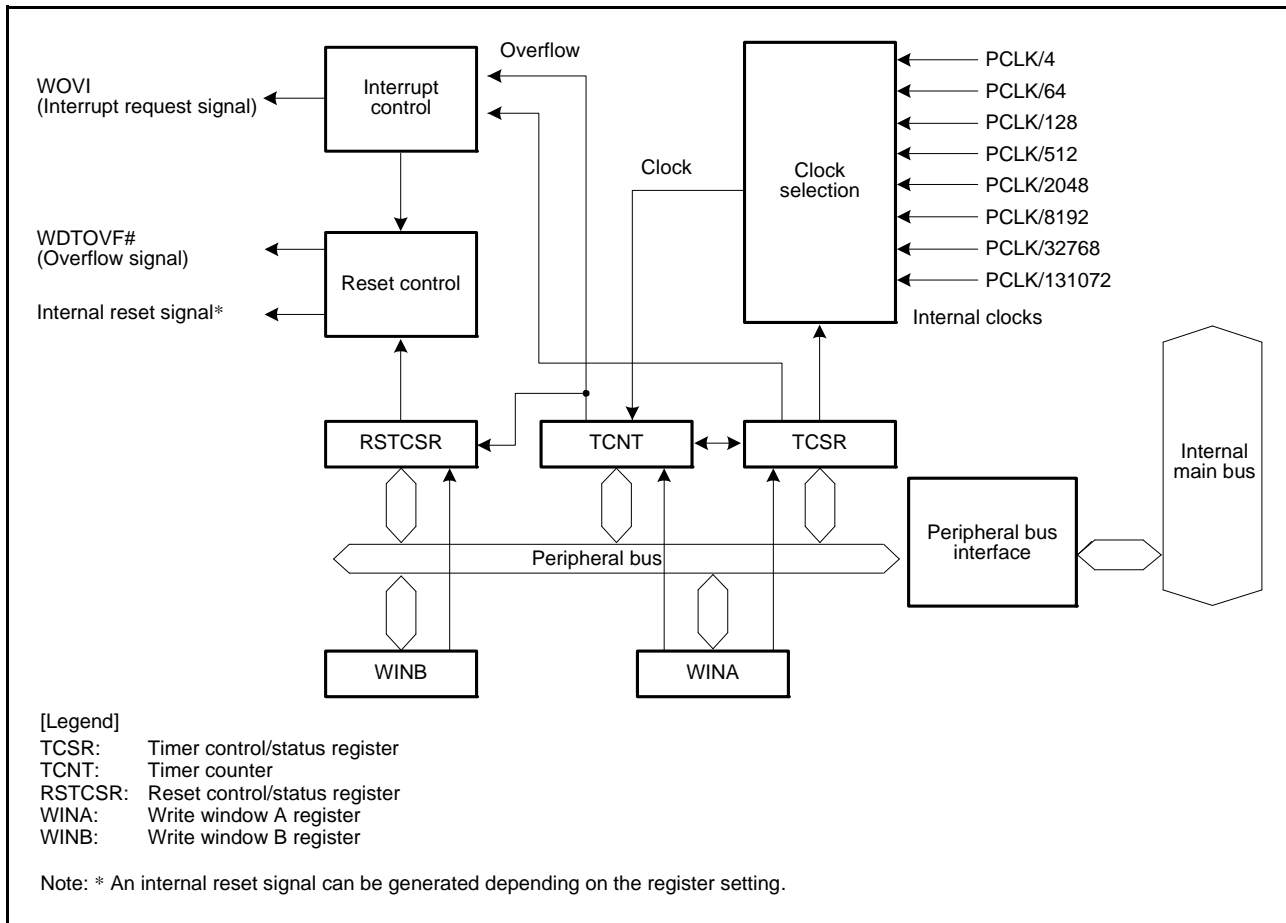 Overflow
WOVI
(Interrupt request signal)
Interrupt
control
PCLK/4
PCLK/64
PCLK/128
PCLK/512
PCLK/2048
PCLK/8192
PCLK/32768
PCLK/131072
Clock
Clock
selection
WDTOVF#
(Overflow signal)
Internal reset signal*
Reset control
Internal clocks
RSTCSR
TCNT
TCSR
Internal
main bus
Peripheral bus
Peripheral bus
interface
WINB
WINA
[Legend]
TCSR: Timer control/status register
TCNT: Timer counter
RSTCSR: Reset control/status register
WINA: Write window A register
WINB: Write window B register
Note: * An internal reset signal can be generated depending on the register setting.